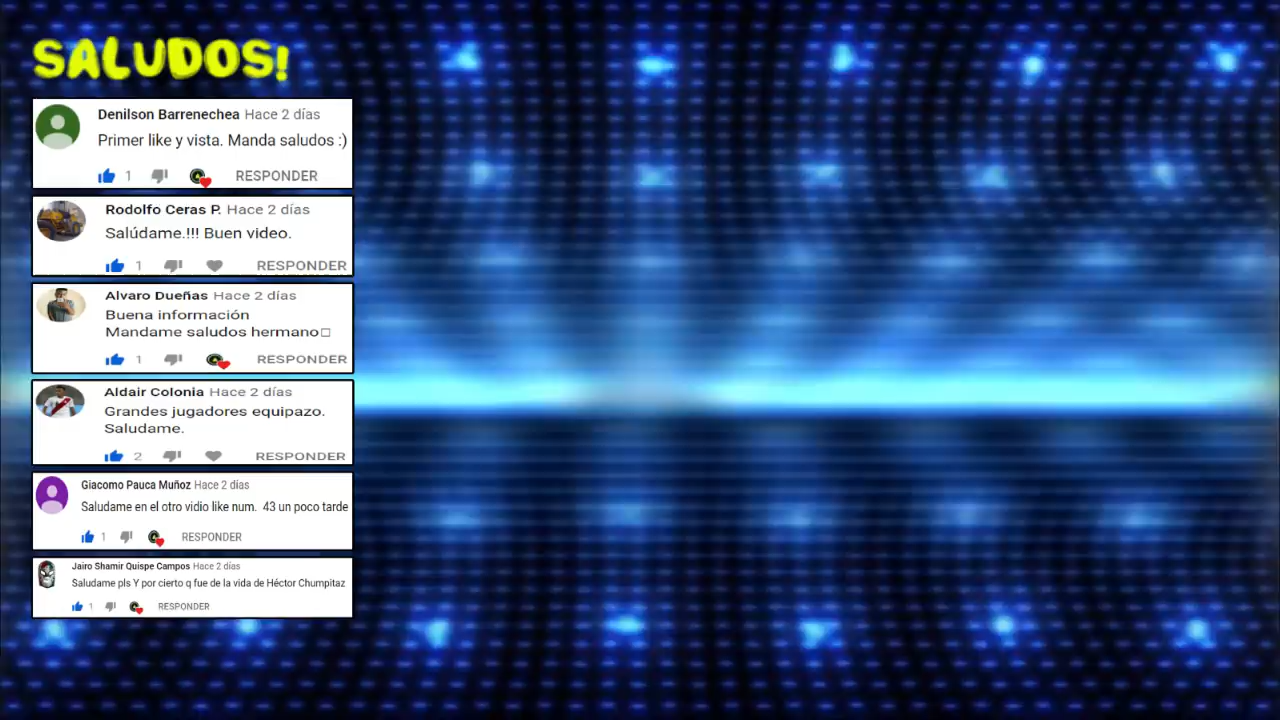 SALUDOS!
Denilson Barrenechea Hace 2 días
Primer like y vista. Manda saludos :)
1 RESPONDER
Rodolfo Ceras P. Hace 2 días
Salúdame.!!! Buen video.
1 RESPONDER
Alvaro Dueñas Hace 2 días
Buena información
Mandame saludos hermano□
1 RESPONDER
Aldair Colonia Hace 2 días
Grandes jugadores equipazo.
Saludame.
2 RESPONDER
Giacomo Pauca Muñoz Hace 2 días
Saludame en el otro vidio like num. 43 un poco tarde
1 RESPONDER
Jairo Shamir Quispe Campos Hace 2 días
Saludame pls Y por cierto q fue de la vida de Héctor Chumpitaz
1 RESPONDER